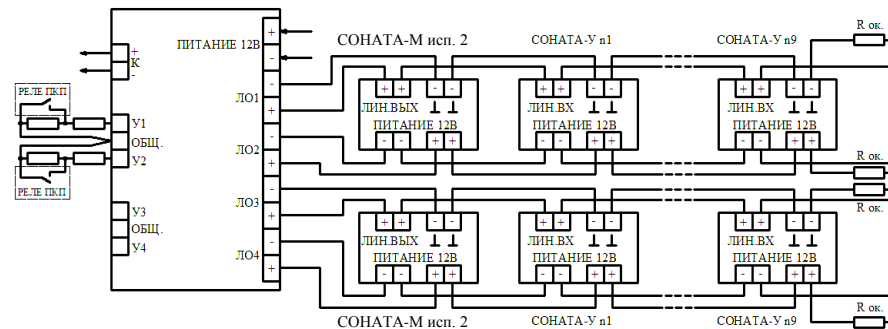 СОНАТА-М исп. 2
СОНАТА-У n1
СОНАТА-У n9
R ок.
+
К
-
ПИТАНИЕ 12В
+
-
РЕЛЕ ПКП
У1
ОБЩ.
У2
РЕЛЕ ПКП
У3
ОБЩ.
У4
-
ЛО1
+
-
ЛО2
+
-
ЛО3
+
-
ЛО4
+
+ + - -
ЛИН.ВЫХ
ПИТАНИЕ 12В
- - + +
+ + - -
ЛИН.ВХ
ПИТАНИЕ 12В
- - + +
+ + - -
ЛИН.ВХ
ПИТАНИЕ 12В
- - + +
R ок.
R ок.
+ + - -
ЛИН.ВЫХ
ПИТАНИЕ 12В
- - + +
+ + - -
ЛИН.ВХ
ПИТАНИЕ 12В
- - + +
+ + - -
ЛИН.ВХ
ПИТАНИЕ 12В
- - + +
R ок.
СОНАТА-М исп. 2
СОНАТА-У n1
СОНАТА-У n9